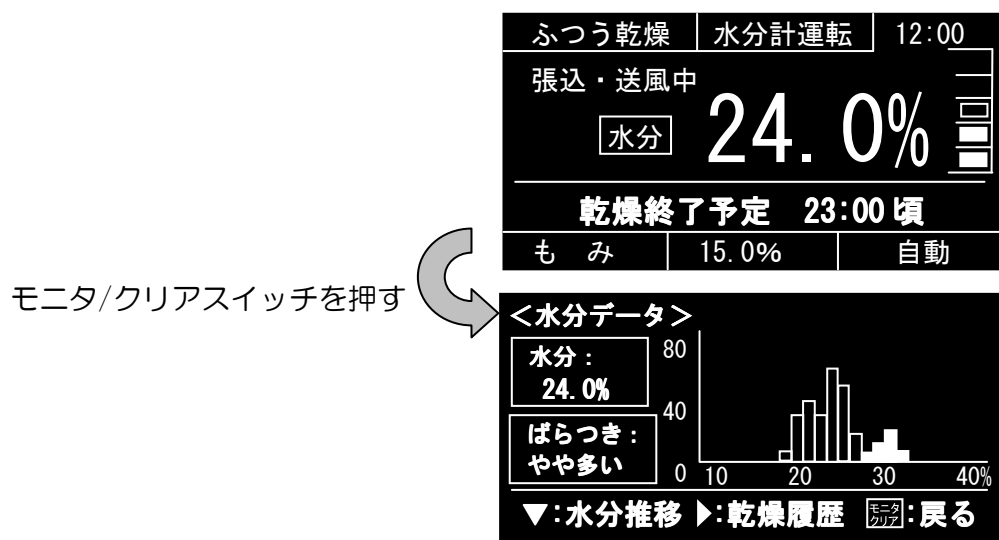 ふつう乾燥 水分計運転 12:00
張込・送風中
水分 24.0%
乾燥終了予定 23:00頃
もみ 15.0% 自動
モニタ/クリアスイッチを押す
＜水分データ＞
水分：
24.0%
ばらつき：
やや多い
80
40
0
10 20 30 40%
▼:水分推移 ▶:乾燥履歴 モニタクリア:戻る